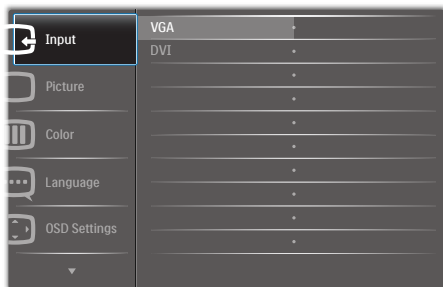 Input
VGA
DVI
Picture
Color
Language
OSD Settings